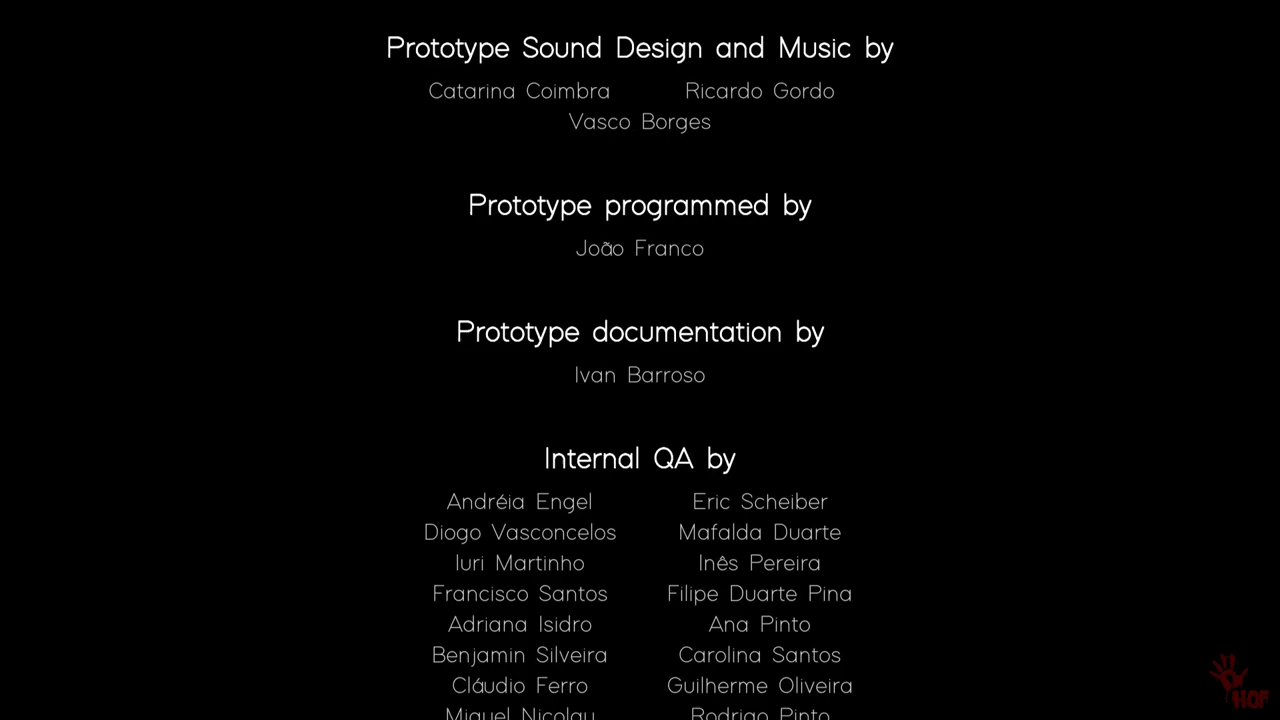 Prototype Sound Design and Music by
Catarina Coimbra Ricardo Gordo
Vasco Borges
Prototype programmed by
João Franco
Prototype documentation by
Ivan Barroso
Internal QA by
Andréia Engel Eric Scheiber
Diogo Vasconcelos Mafalda Duarte
Iuri Martinho Inês Pereira
Francisco Santos Filipe Duarte Pina
Adriana Isidro Ana Pinto
Benjamin Silveira Carolina Santos
Cláudio Ferro Guilherme Oliveira
Miguel Nicolau Rodrigo Pinto
HOF